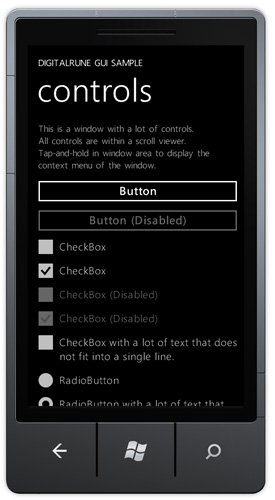 DIGITALRUNE GUI SAMPLE
controls
This is a window with a lot of controls.
All controls are within a scroll viewer.
Tap-and-hold in window area to display the
context menu of the window.
Button
Button (Disabled)
CheckBox
CheckBox
CheckBox (Disabled)
CheckBox (Disabled)
CheckBox with a lot of text that does
not fit into a single line.
RadioButton
RadioButton with a lot of text that